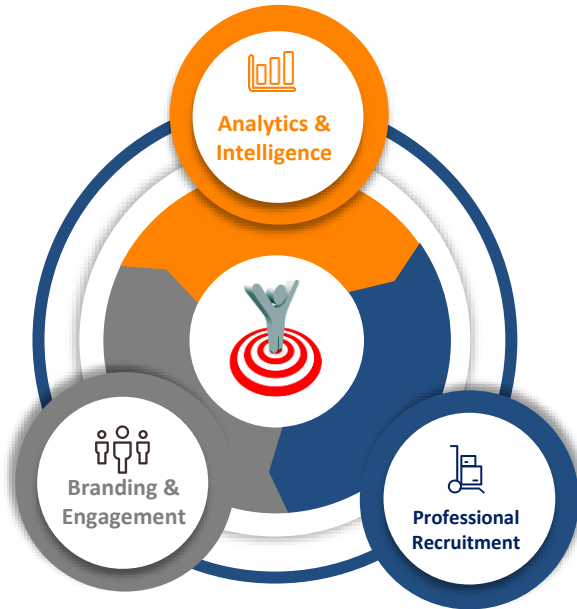 Analytics &
Intelligence
Branding &
Engagement
Professional
Recruitment